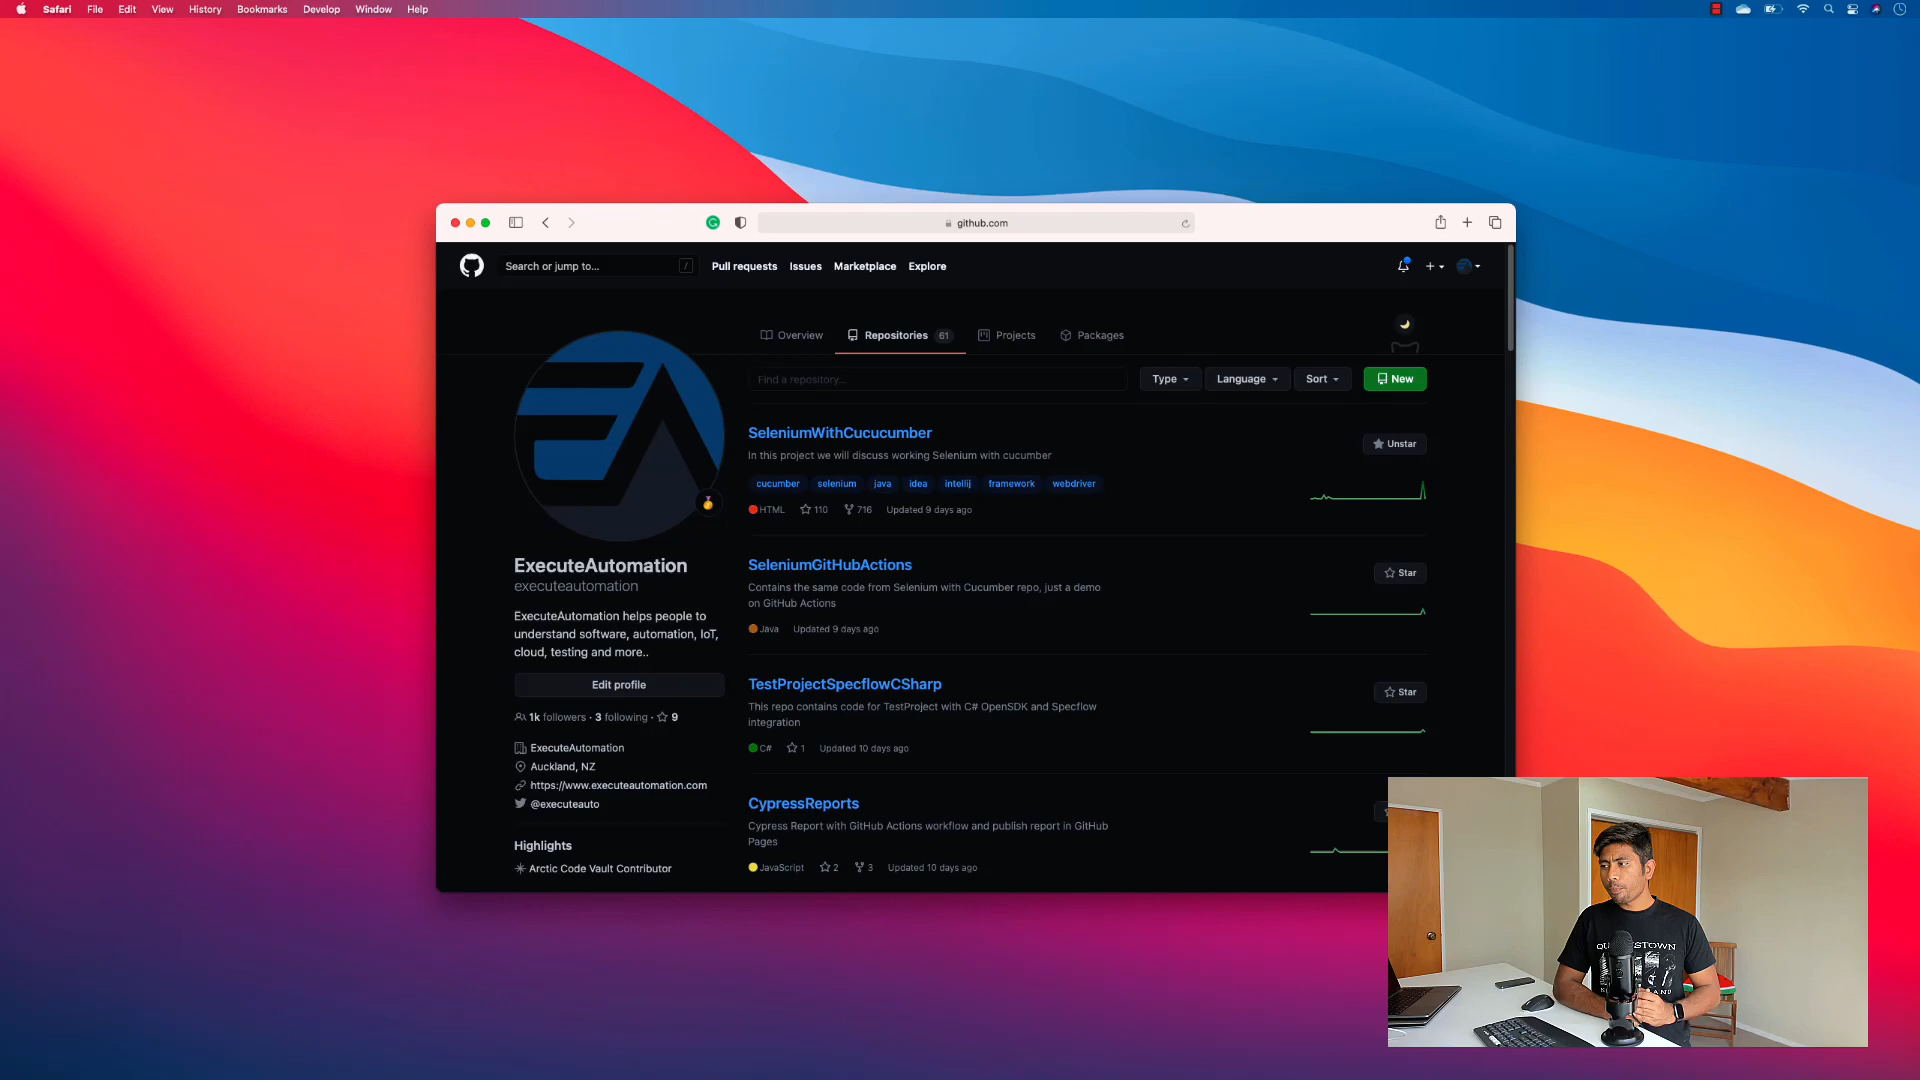 Safari File Edit View History Bookmarks Develop Window Help
github.com
Search or jump to... / Pull requests Issues Marketplace Explore
Overview Repositories 61 Projects Packages
Find a repository... Type Language Sort New
SeleniumWithCucucumber
Unstar
In this project we will discuss working Selenium with cucumber
cucumber selenium java idea intellij framework webdriver
HTML 110 716 Updated 9 days ago
ExecuteAutomation
executeautomation
ExecuteAutomation helps people to
understand software, automation, IoT,
cloud, testing and more..
Edit profile
1k followers · 3 following · 9
ExecuteAutomation
Auckland, NZ
https://www.executeautomation.com
@executeauto
Highlights
Arctic Code Vault Contributor
SeleniumGitHubActions
Star
Contains the same code from Selenium with Cucumber repo, just a demo
on GitHub Actions
Java Updated 9 days ago
TestProjectSpecflowCSharp
Star
This repo contains code for TestProject with C# OpenSDK and Specflow
integration
C# 1 Updated 10 days ago
CypressReports
Cypress Report with GitHub Actions workflow and publish report in GitHub
Pages
JavaScript 2 3 Updated 10 days ago